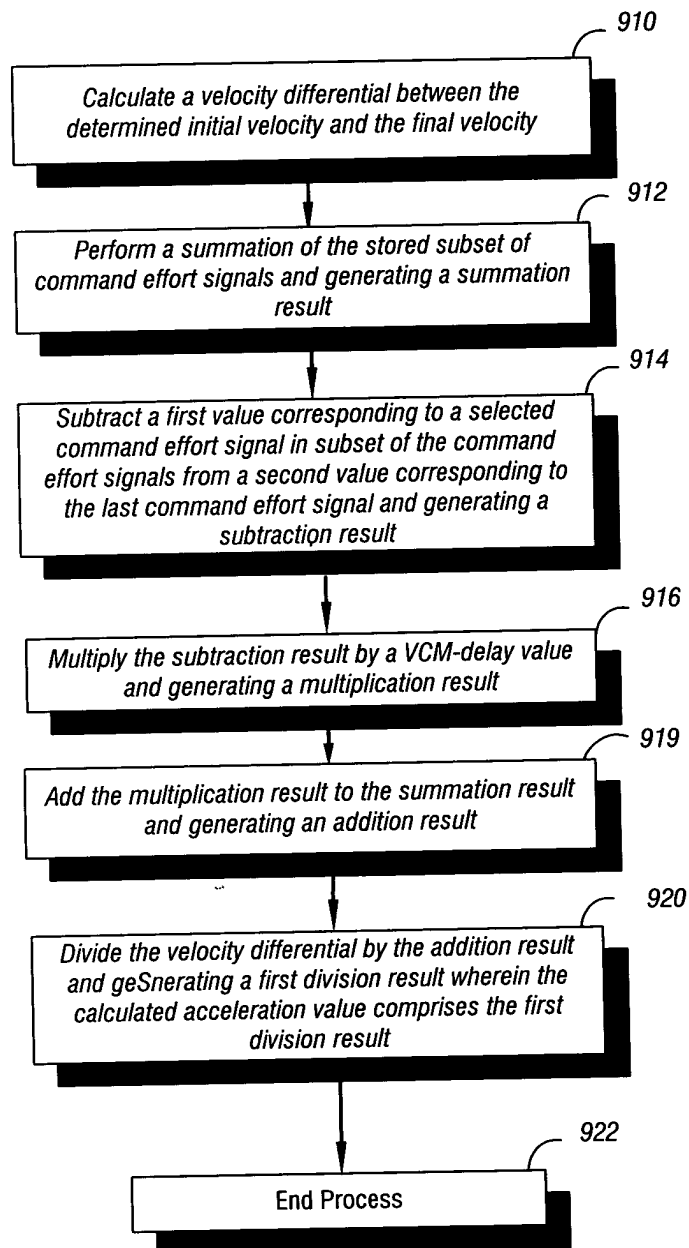 910
Calculate a velocity differential between the
determined initial velocity and the final velocity
912
Perform a summation of the stored subset of
command effort signals and generating a summation
result
914
Subtract a first value corresponding to a selected
command effort signal in subset of the command
effort signals from a second value corresponding to
the last command effort signal and generating a
subtraction result
916
Multiply the subtraction result by a VCM-delay value
and generating a multiplication result
919
Add the multiplication result to the summation result
and generating an addition result
920
Divide the velocity differential by the addition result
and geSnerating a first division result wherein the
calculated acceleration value comprises the first
division result
922
End Process